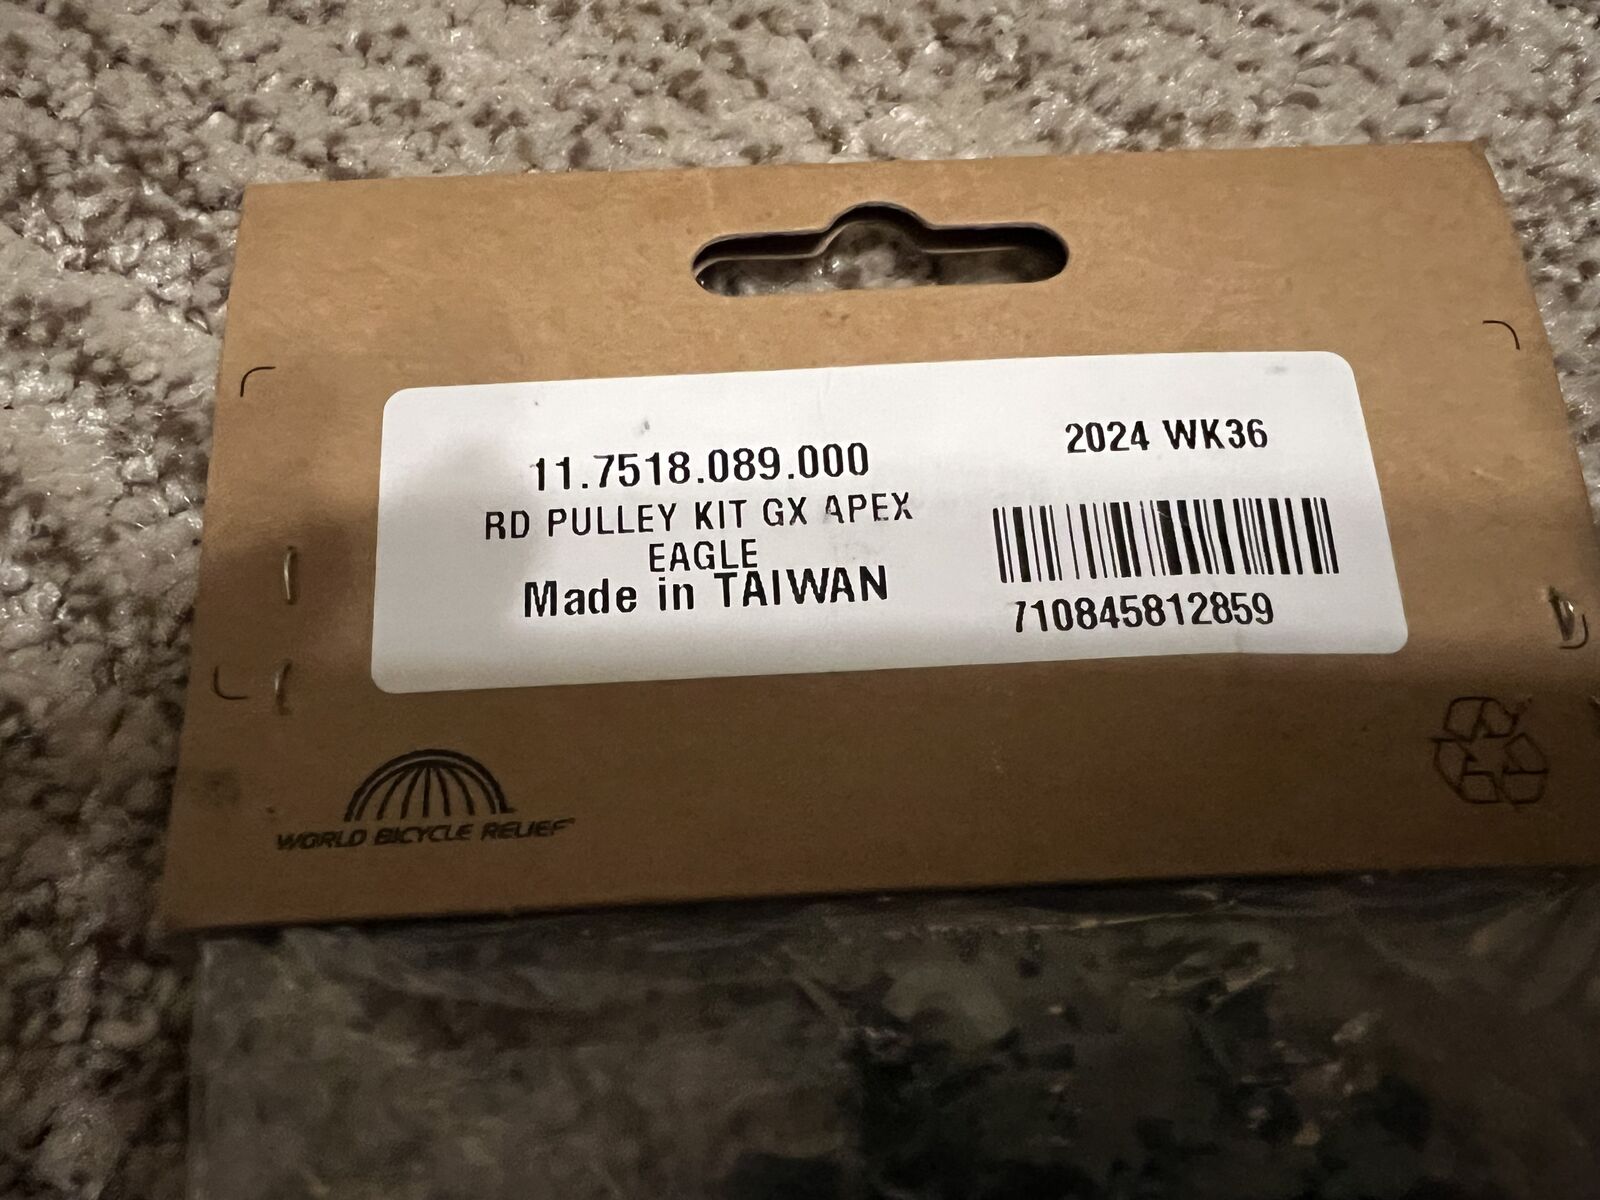 11.7518.089.000
RD PULLEY KIT GX APEX
EAGLE
Made in TAIWAN
2024 WK36
710845812859
WORLD BICYCLE RELIEF